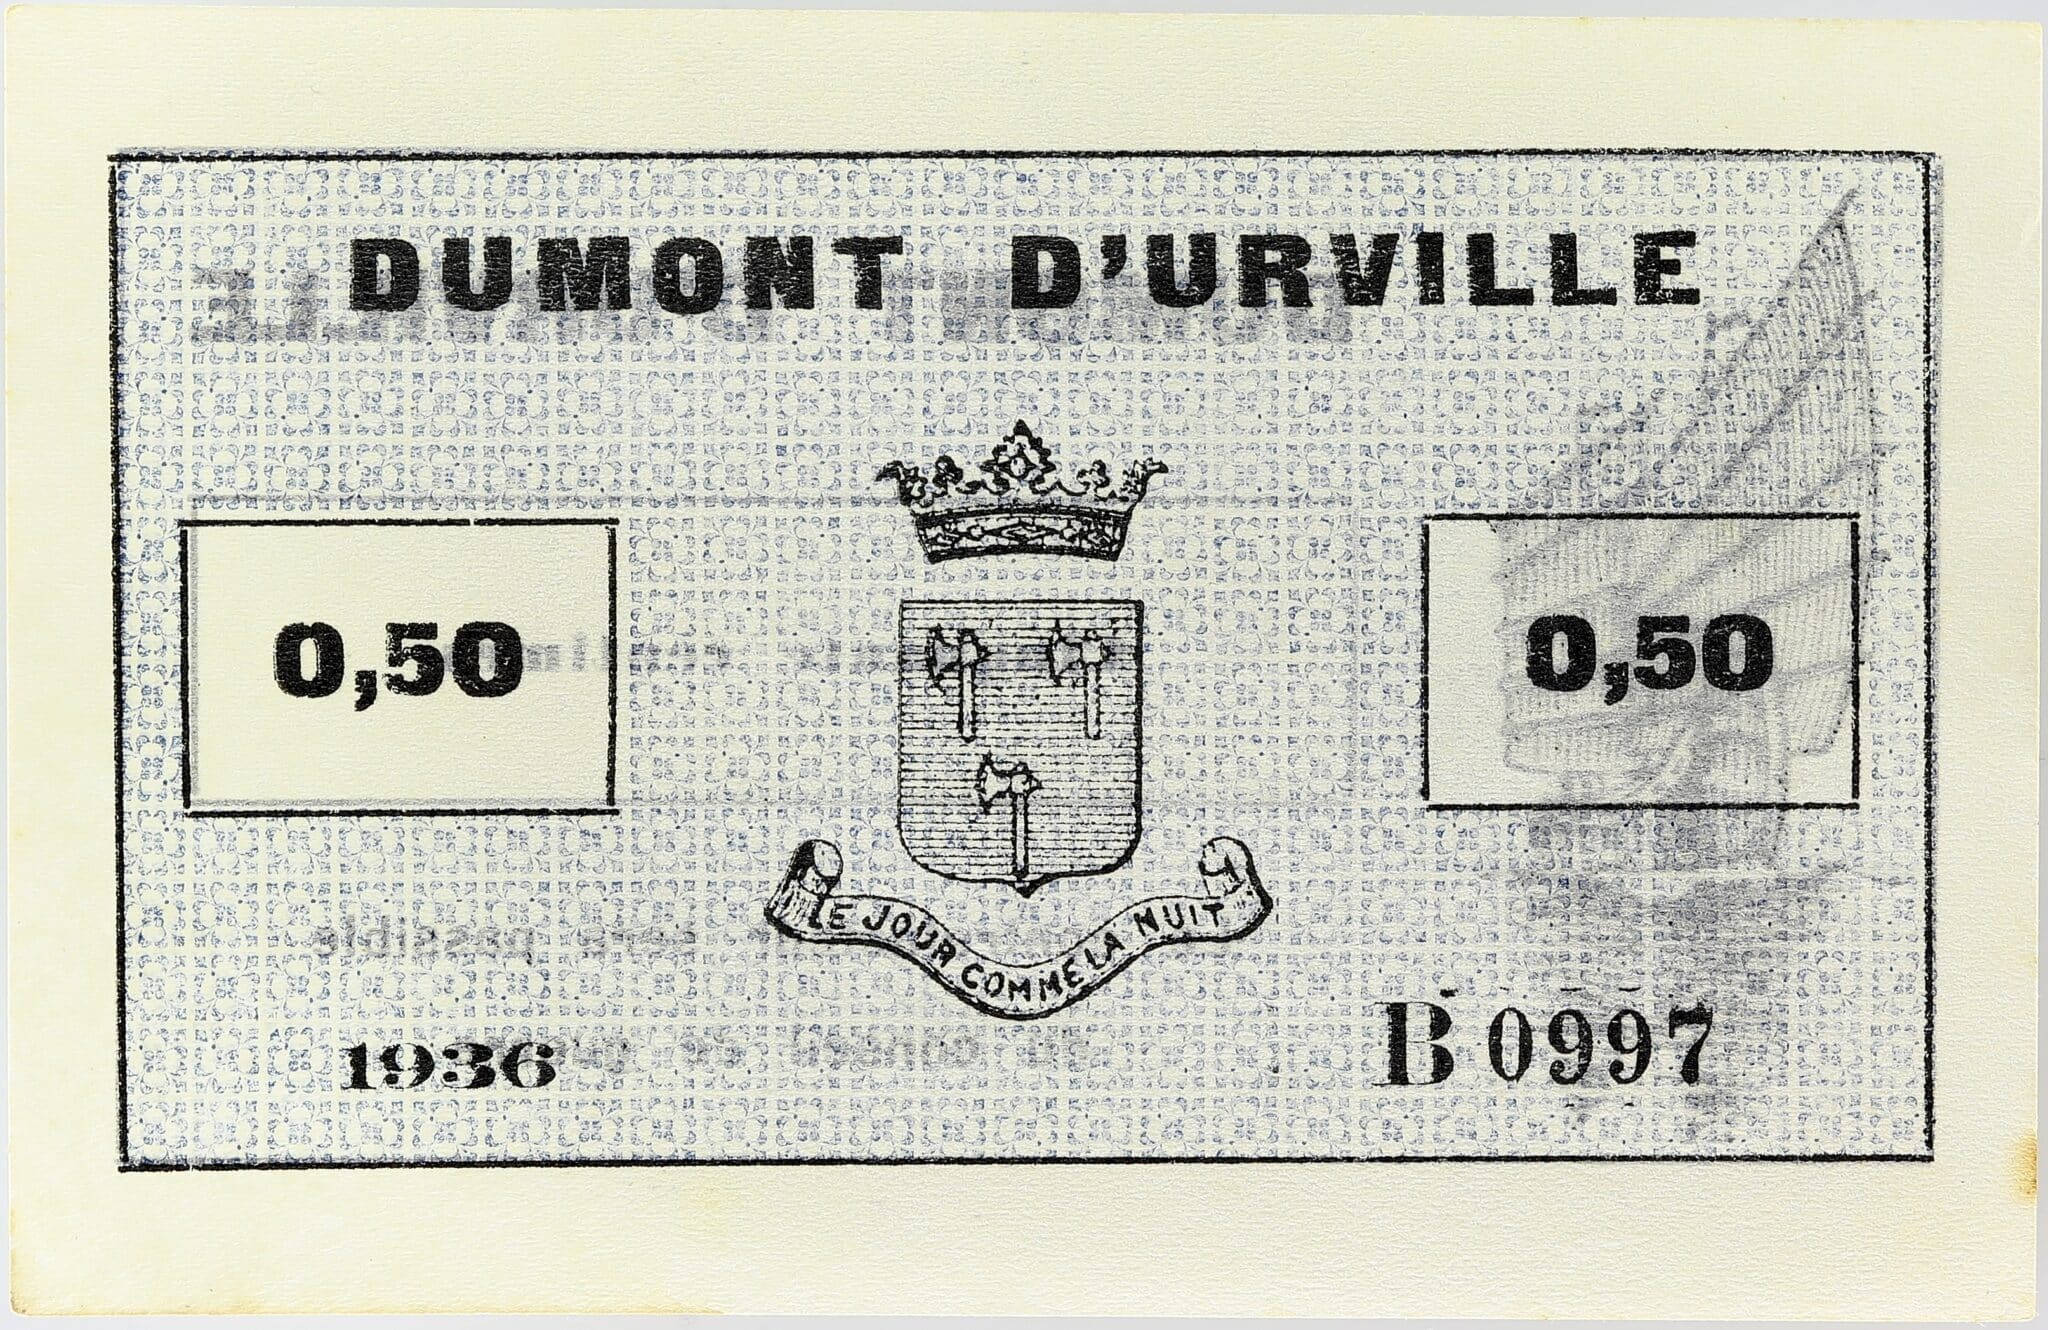 DUMONT D'URVILLE
0,50
0,50
LE JOUR COMME LA NUIT
1936
B 0997